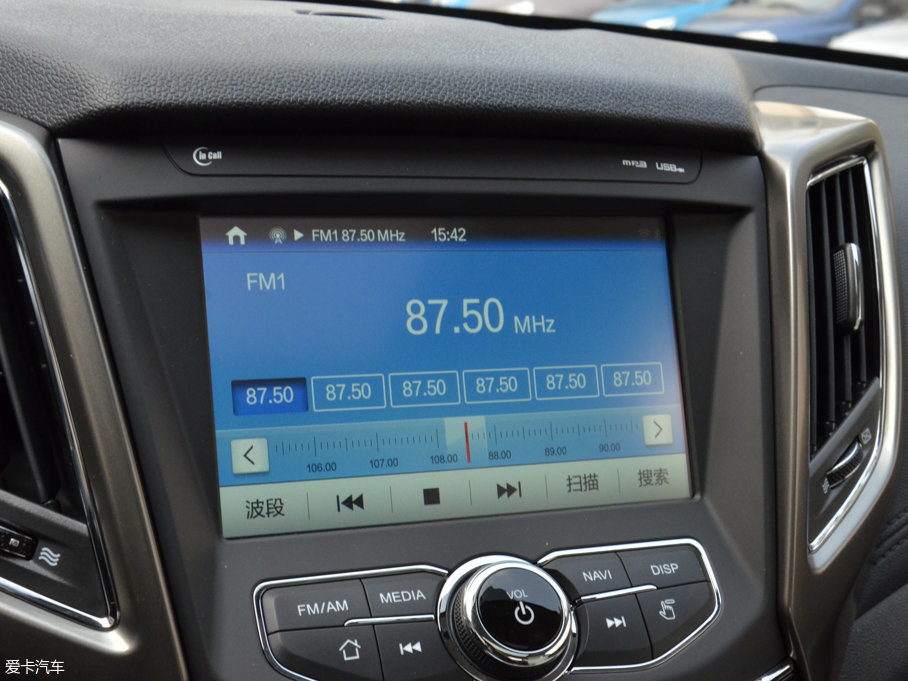 in Call
mp3 USB
FM1 87.50 MHz 15:42
FM1
87.50 MHz
87.50 87.50 87.50 87.50 87.50 87.50
106.00 107.00 108.00 88.00 89.00 90.00
波段 扫描 搜索
FM/AM MEDIA VOL NAVI DISP
爱卡汽车